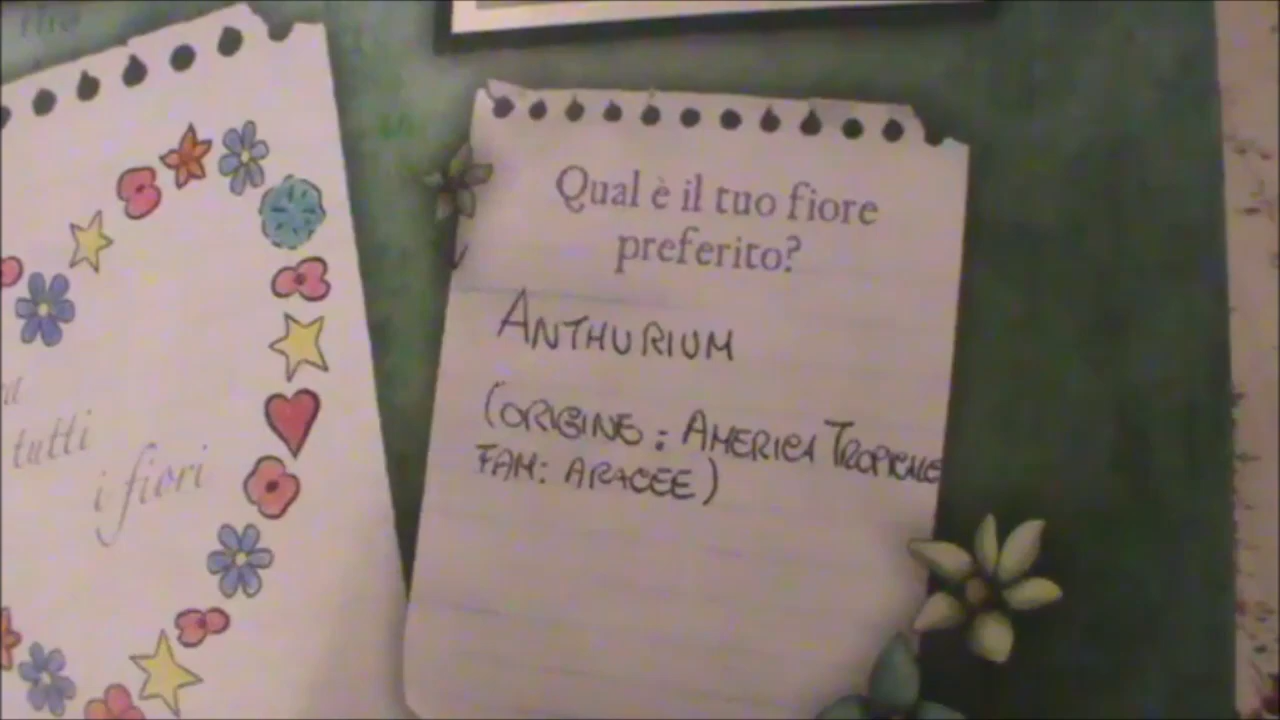 tutti
i fiori
Qual è il tuo fiore
preferito?
ANTHURIUM
(ORIGINE: AMERICA TROPICALE
FAM: ARACEE)